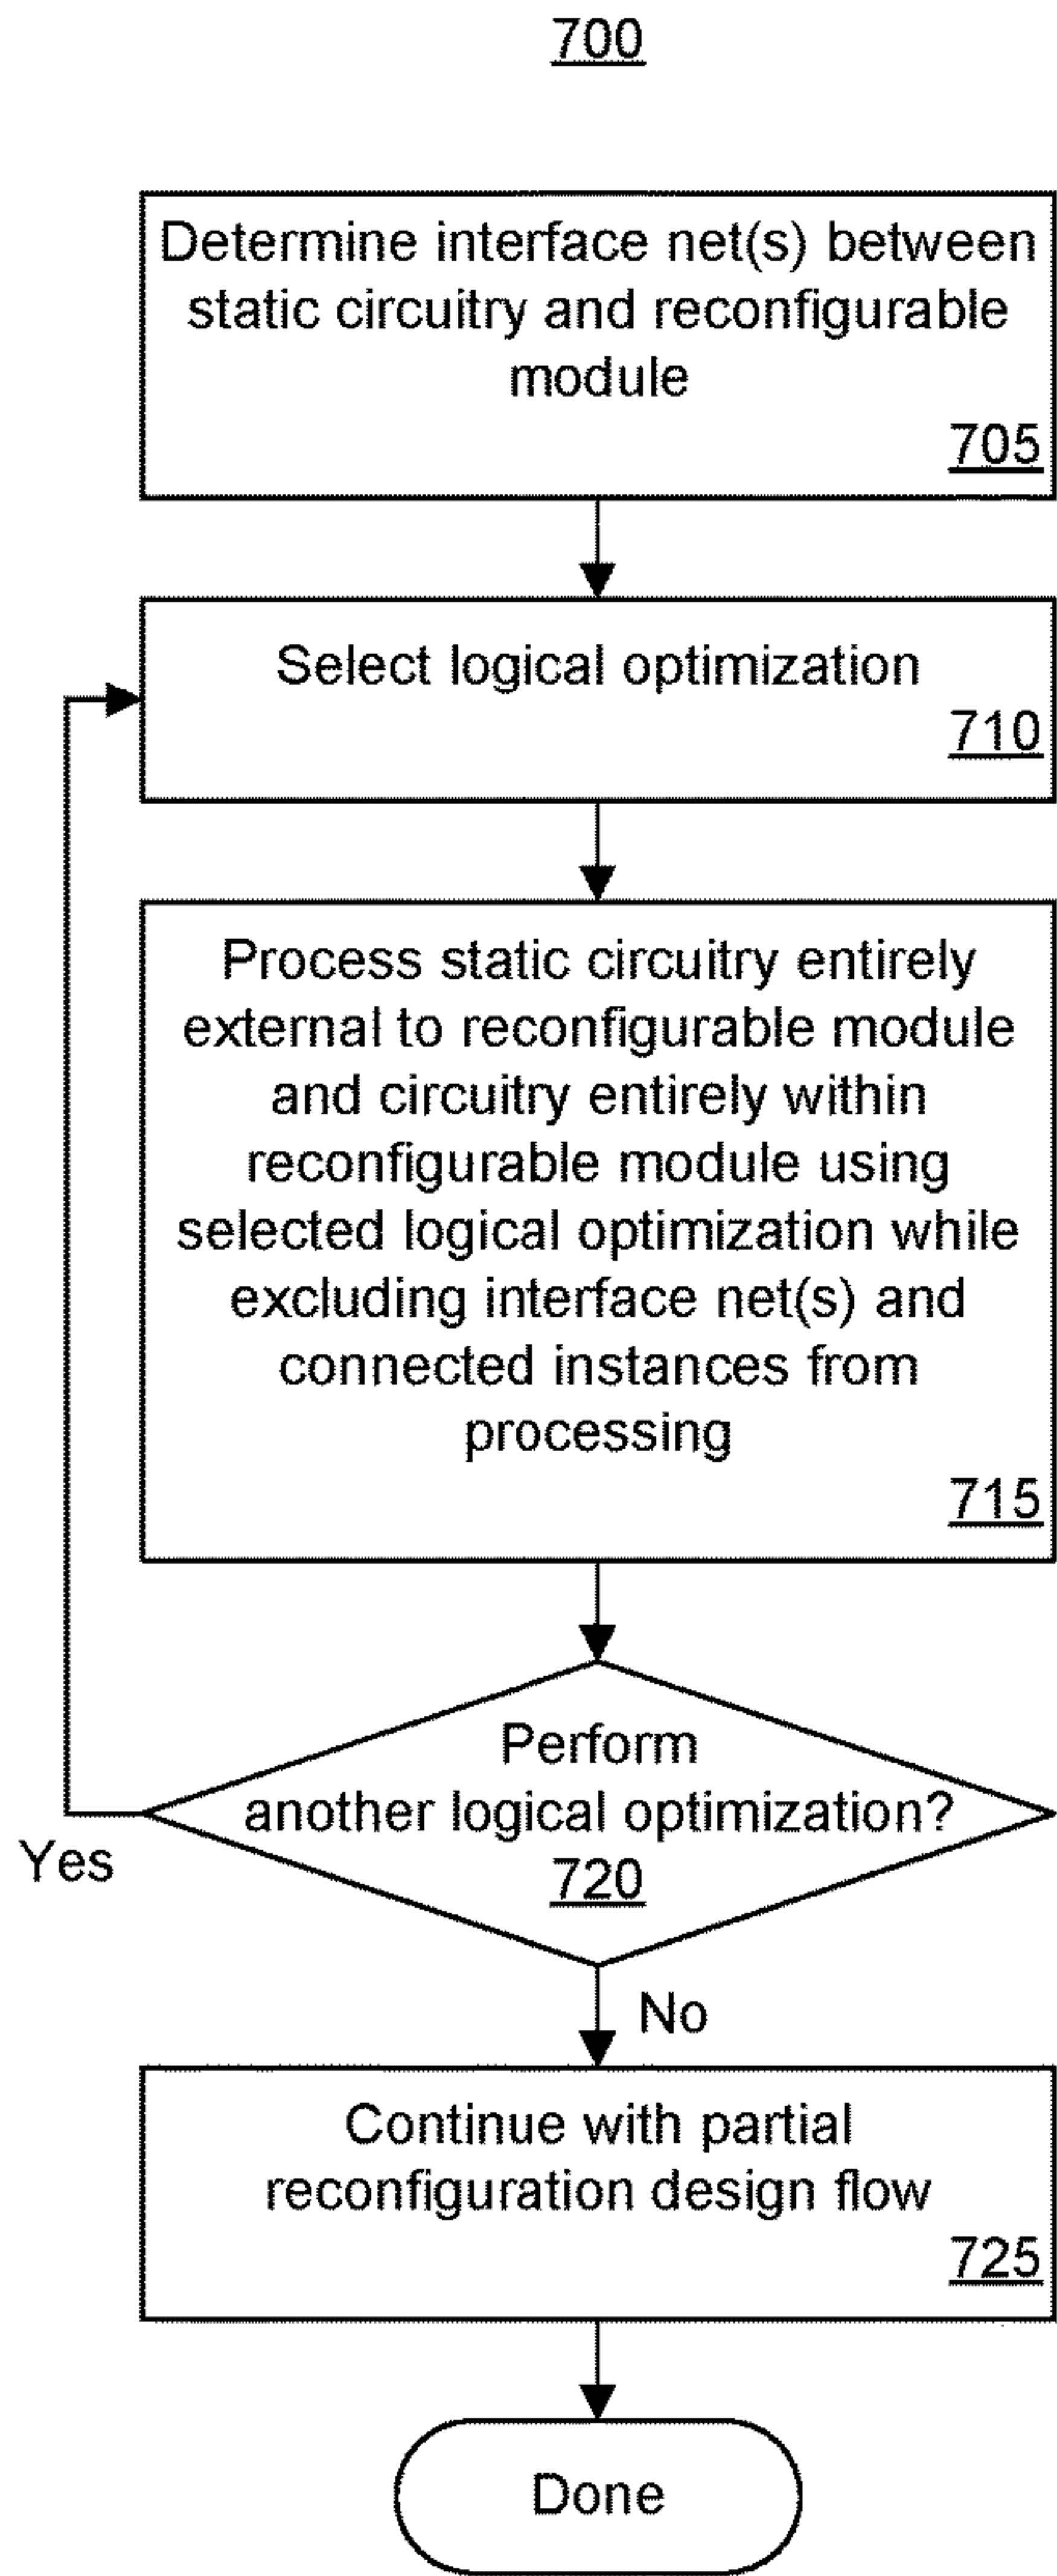 700
Determine interface net(s) between
static circuitry and reconfigurable
module
705
Select logical optimization
710
Process static circuitry entirely
external to reconfigurable module
and circuitry entirely within
reconfigurable module using
selected logical optimization while
excluding interface net(s) and
connected instances from
processing
715
Perform
another logical optimization?
720
Yes
No
Continue with partial
reconfiguration design flow
725
Done